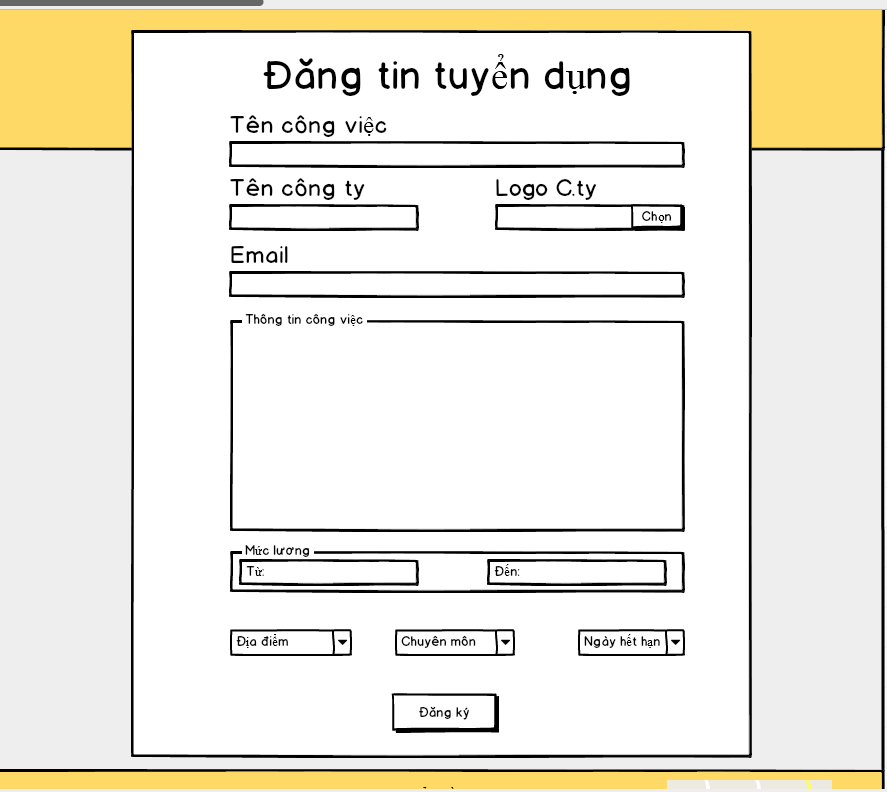 Đăng tin tuyển dụng
Tên công việc
Tên công ty Logo C.ty
Chọn
Email
Thông tin công việc
Mức lương
Từ: Đến:
Địa điểm Chuyên môn Ngày hết hạn
Đăng ký